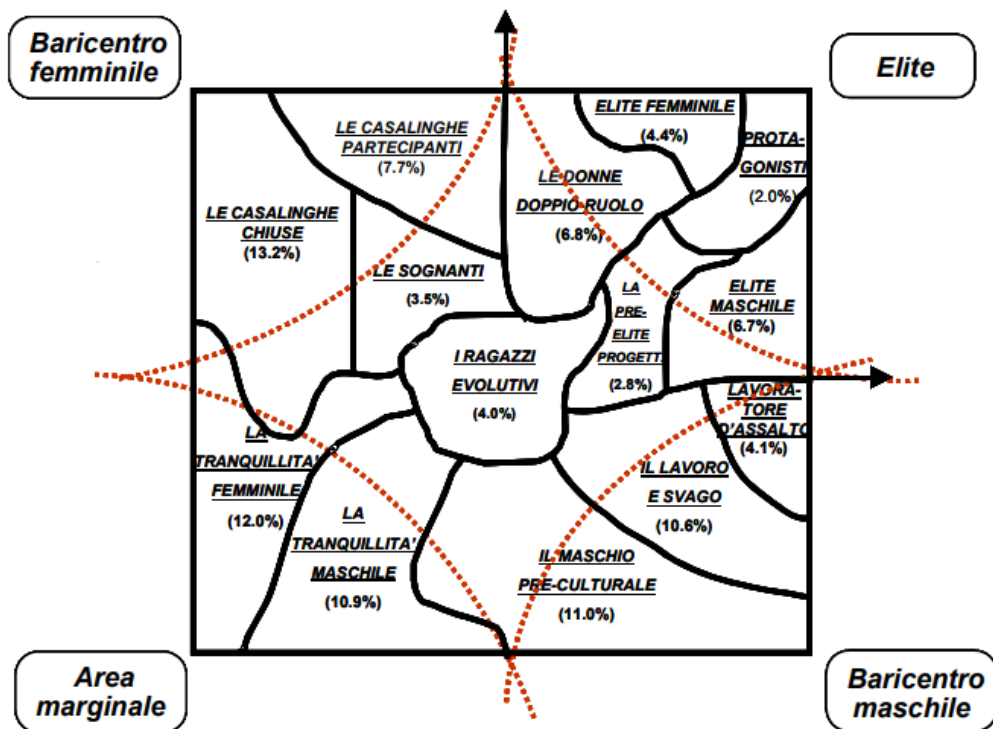 Baricentro
femminile
Elite
ELITE FEMMINILE
(4.4%)
PROTA-
GONISTI
(2.0%)
LE CASALINGHE
PARTECIPANTI
(7.7%)
LE DONNE
DOPPIO RUOLO
(6.8%)
LE CASALINGHE
CHIUSE
(13.2%)
LE SOGNANTI
(3.5%)
LA
PRE-
ELITE
PROGETT.
(2.8%)
ELITE
MASCHILE
(6.7%)
I RAGAZZI
EVOLUTIVI
(4.0%)
LAVORA-
TORE
D'ASSALTO
(4.1%)
LA
TRANQUILLITA'
FEMMINILE
(12.0%)
IL LAVORO
E SVAGO
(10.6%)
LA
TRANQUILLITA'
MASCHILE
(10.9%)
IL MASCHIO
PRE-CULTURALE
(11.0%)
Area
marginale
Baricentro
maschile